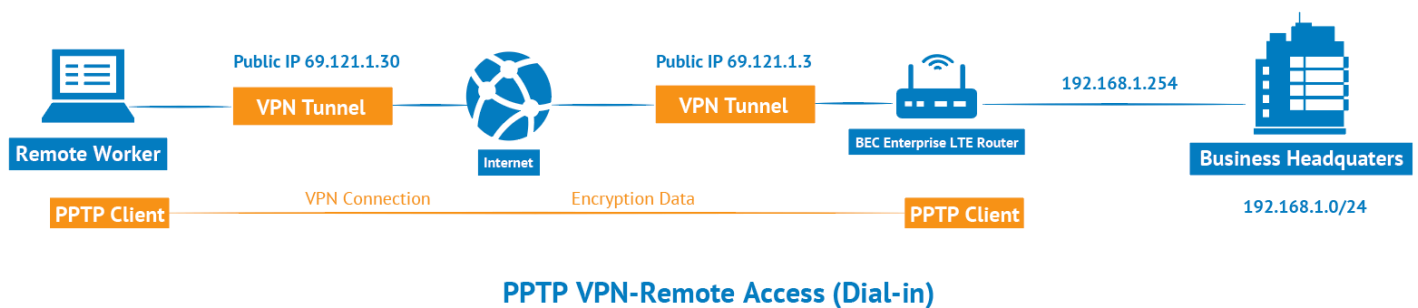 Public IP 69.121.1.30
Public IP 69.121.1.3
192.168.1.254
VPN Tunnel
VPN Tunnel
Remote Worker
Internet
BEC Enterprise LTE Router
Business Headquaters
PPTP Client
VPN Connection
Encryption Data
PPTP Client
192.168.1.0/24
PPTP VPN-Remote Access (Dial-in)